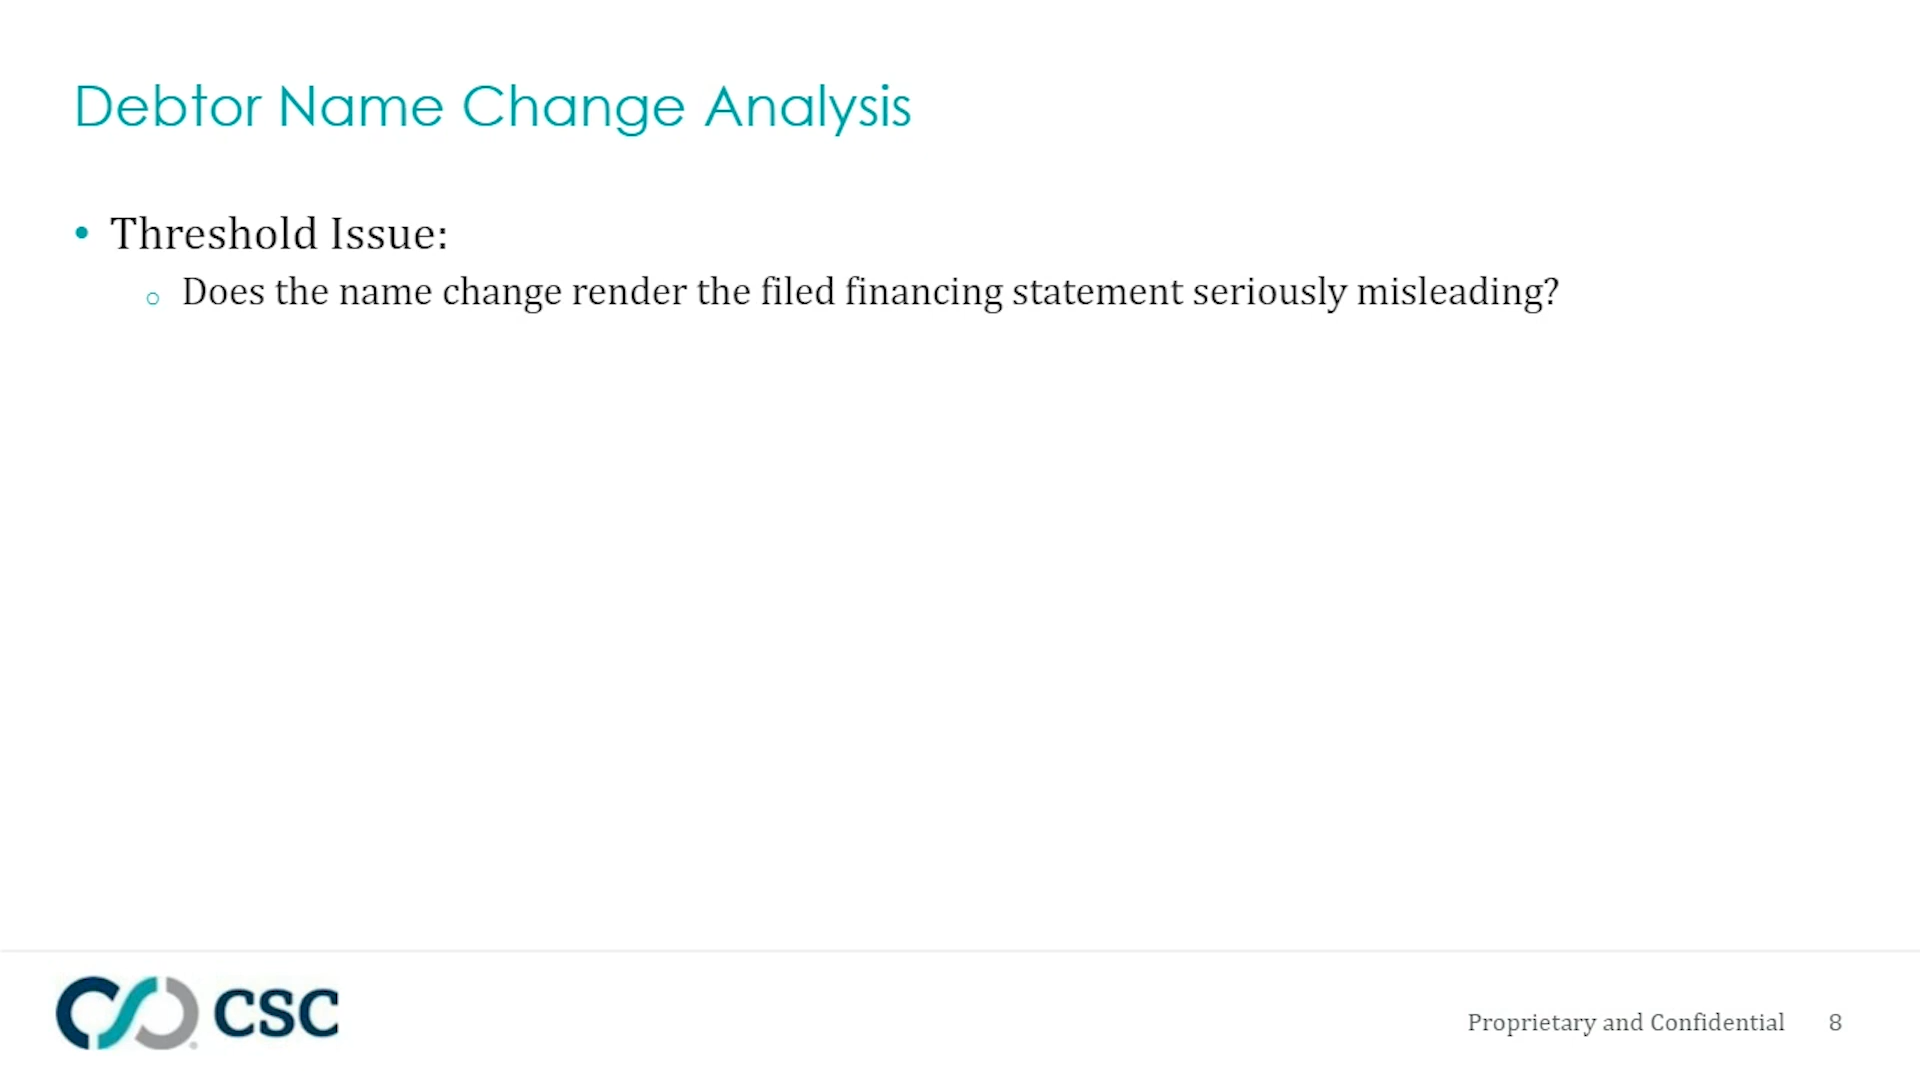 Debtor Name Change Analysis
• Threshold Issue:
○ Does the name change render the filed financing statement seriously misleading?
CSC
Proprietary and Confidential 8